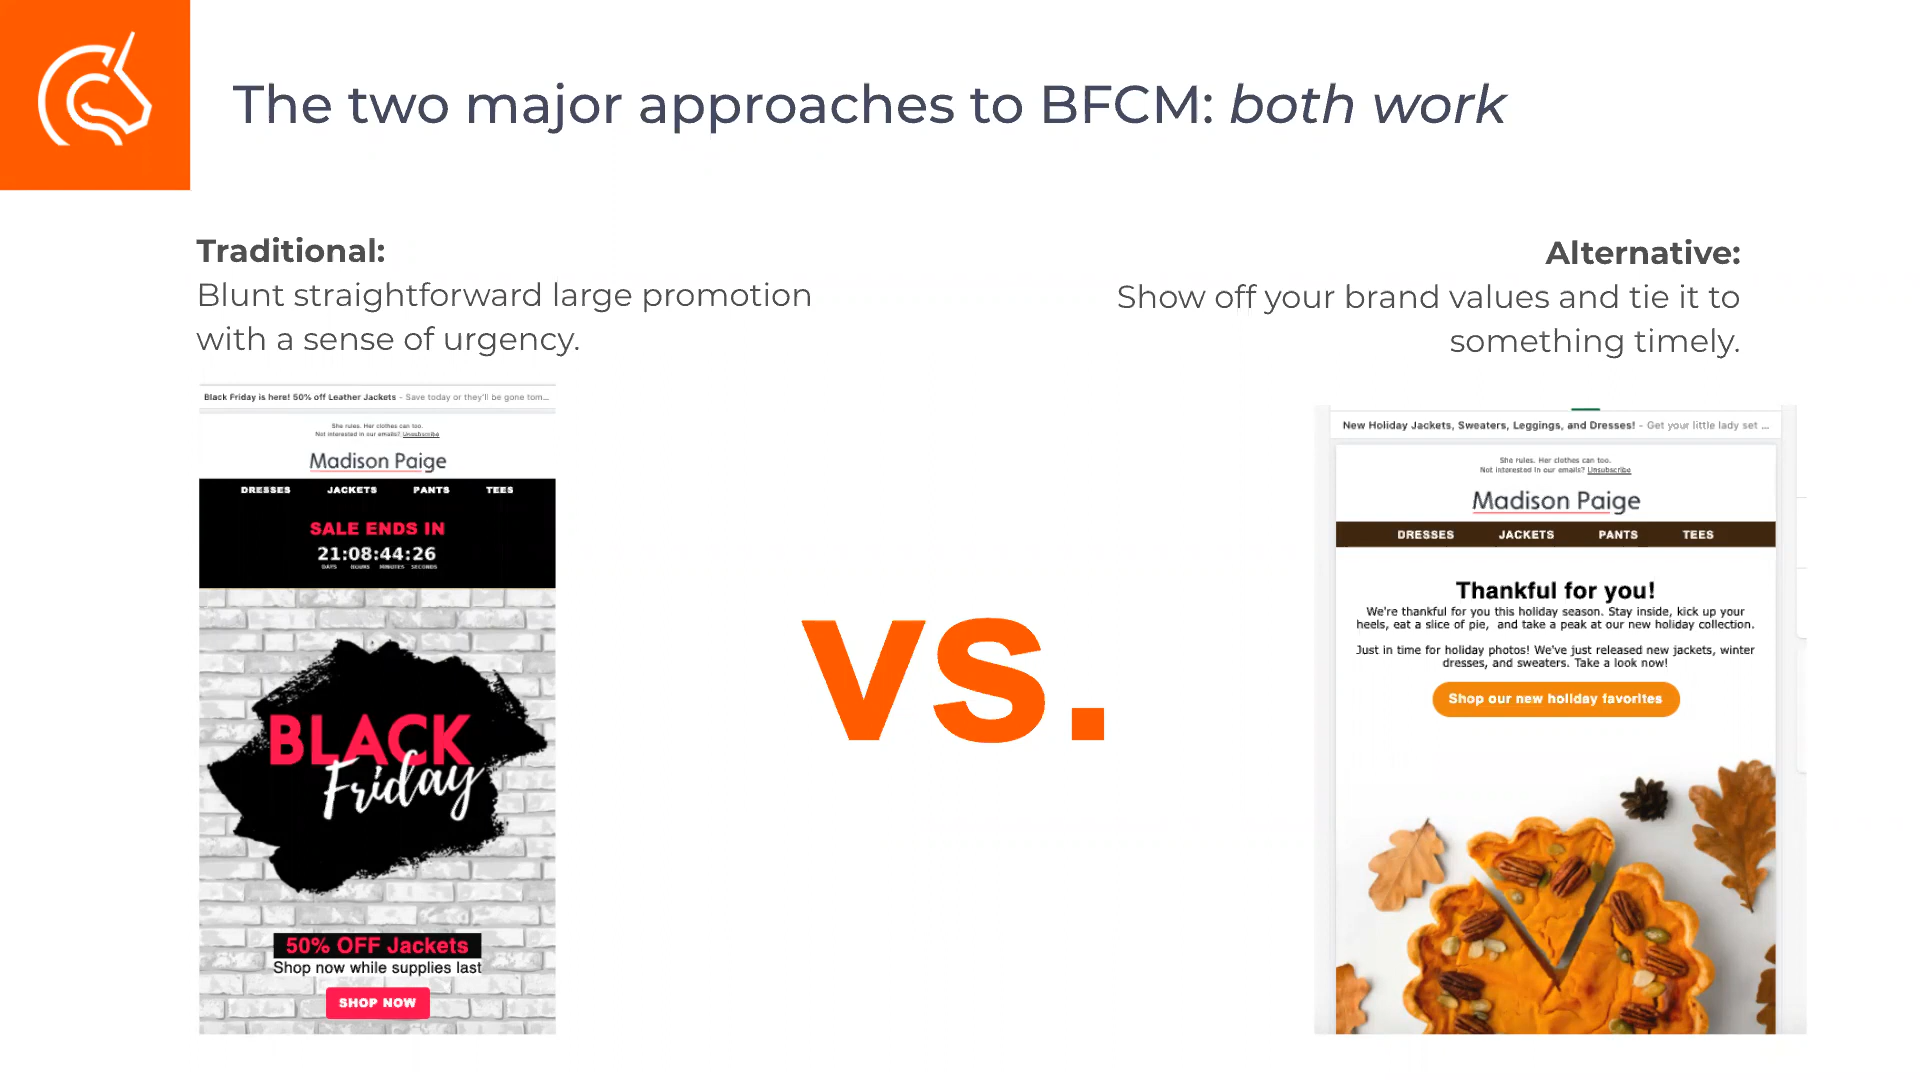 The two major approaches to BFCM: both work
Traditional:
Blunt straightforward large promotion
with a sense of urgency.
Black Friday is here! 50% off Leather Jackets - Save today or they'll be gone tom...
She rules. Her clothes can too.
Not interested in our emails? Unsubscribe
Madison Paige
DRESSES JACKETS PANTS TEES
SALE ENDS IN
21:08:44:26
DAYS HOURS MINUTES SECONDS
BLACK
Friday
50% OFF Jackets
Shop now while supplies last
SHOP NOW
vs.
Alternative:
Show off your brand values and tie it to
something timely.
New Holiday Jackets, Sweaters, Leggings, and Dresses! - Get your little lady set ...
She rules. Her clothes can too.
Not interested in our emails? Unsubscribe
Madison Paige
DRESSES JACKETS PANTS TEES
Thankful for you!
We're thankful for you this holiday season. Stay inside, kick up your
heels, eat a slice of pie, and take a peak at our new holiday collection.
Just in time for holiday photos! We've just released new jackets, winter
dresses, and sweaters. Take a look now!
Shop our new holiday favorites